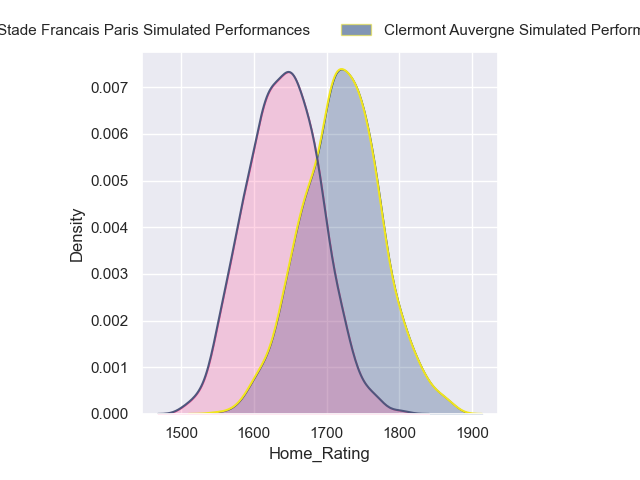 Stade Francais Paris Simulated Performances
Clermont Auvergne Simulated
0.007
0.006
0.005
0.004
0.003
0.002
0.001
0.000
Density
1500 1600 1700 1800 1900
Home_Rating